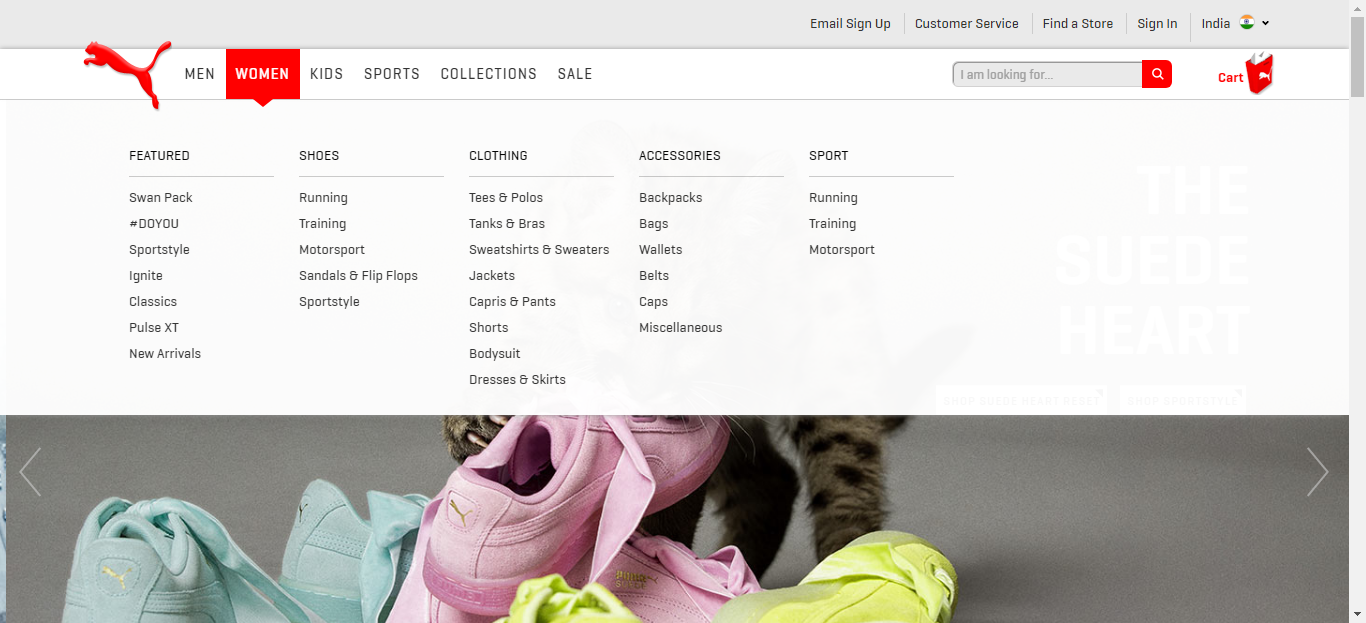 Email Sign Up
Customer Service
Find a Store
Sign In
India
MEN
WOMEN
KIDS
SPORTS
COLLECTIONS
SALE
I am looking for...
Cart
FEATURED
Swan Pack
#DOYOU
Sportstyle
Ignite
Classics
Pulse XT
New Arrivals
SHOES
Running
Training
Motorsport
Sandals & Flip Flops
Sportstyle
CLOTHING
Tees & Polos
Tanks & Bras
Sweatshirts & Sweaters
Jackets
Capris & Pants
Shorts
Bodysuit
Dresses & Skirts
ACCESSORIES
Backpacks
Bags
Wallets
Belts
Caps
Miscellaneous
SPORT
Running
Training
Motorsport
THE
SUEDE
HEART
SHOP SUEDE HEART RESET
SHOP SPORTSTYLE
PUMA
SUEDE